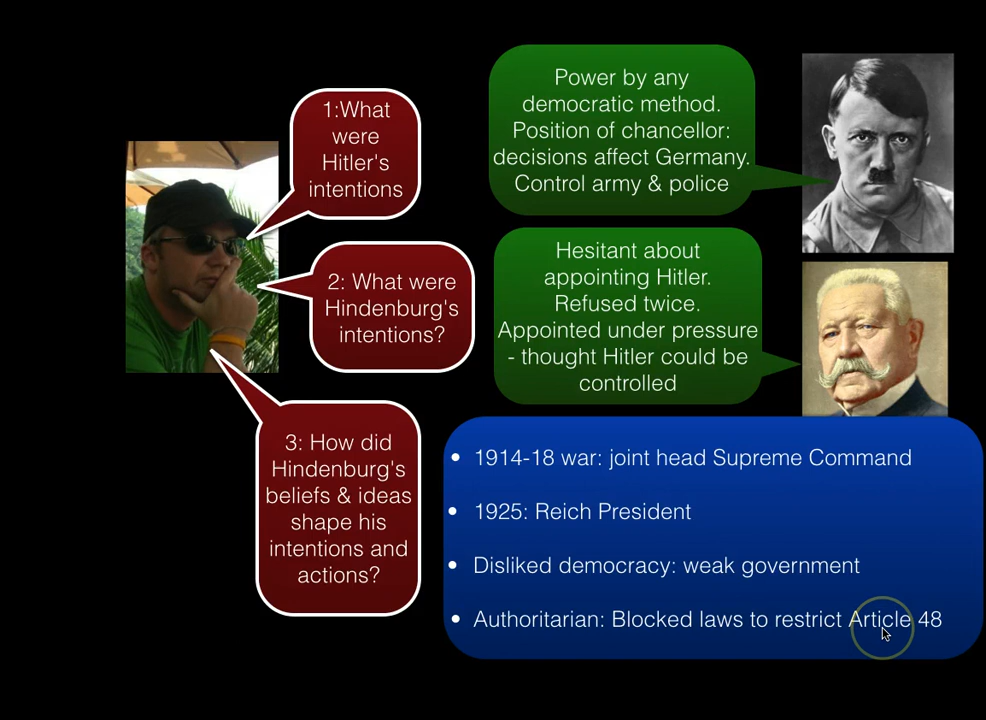 1:What
were
Hitler's
intentions
Power by any
democratic method.
Position of chancellor:
decisions affect Germany.
Control army & police
2: What were
Hindenburg's
intentions?
Hesitant about
appointing Hitler.
Refused twice.
Appointed under pressure
- thought Hitler could be
controlled
3: How did
Hindenburg's
beliefs & ideas
shape his
intentions and
actions?
• 1914-18 war: joint head Supreme Command
• 1925: Reich President
• Disliked democracy: weak government
• Authoritarian: Blocked laws to restrict Article 48